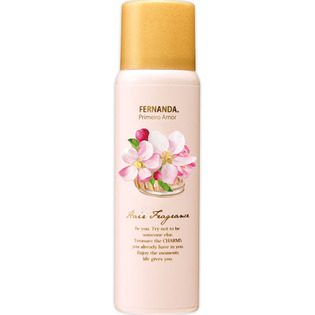 FERNANDA.
Primeiro Amor
Hair Fragrance
Be you. Try not to be
someone else.
Treasure the CHARMS
you already have in you.
Enjoy the moments
life gives you.